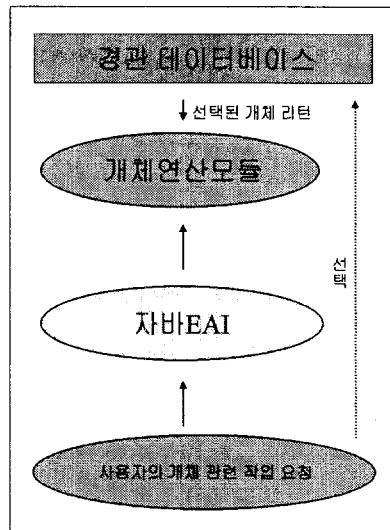 경관 데이터베이스
선택된 개체 리턴
개체연산모듈
선택
자바EAI
사용자의 개체 관련 작업 요청